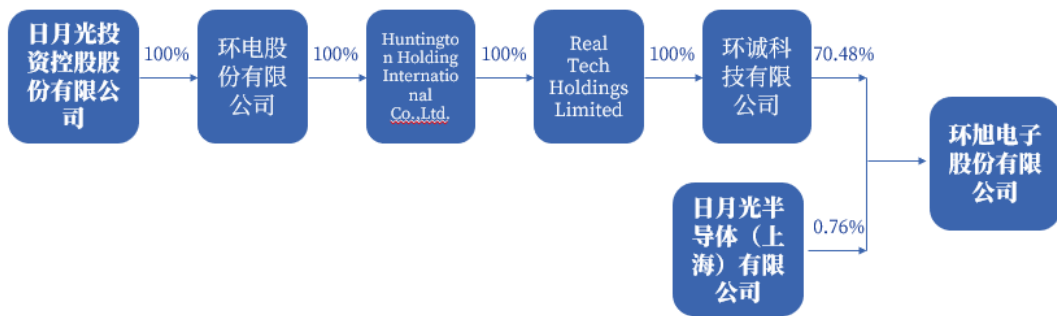 日月光投
资控股股
份有限公
司
100%
环电股
份有限
公司
100%
Huntingto
n Holding
Internatio
nal
Co.,Ltd.
100%
Real
Tech
Holdings
Limited
100%
环诚科
技有限
公司
70.48%
环旭电子
股份有限
公司
日月光半
导体（上
海）有限
公司
0.76%